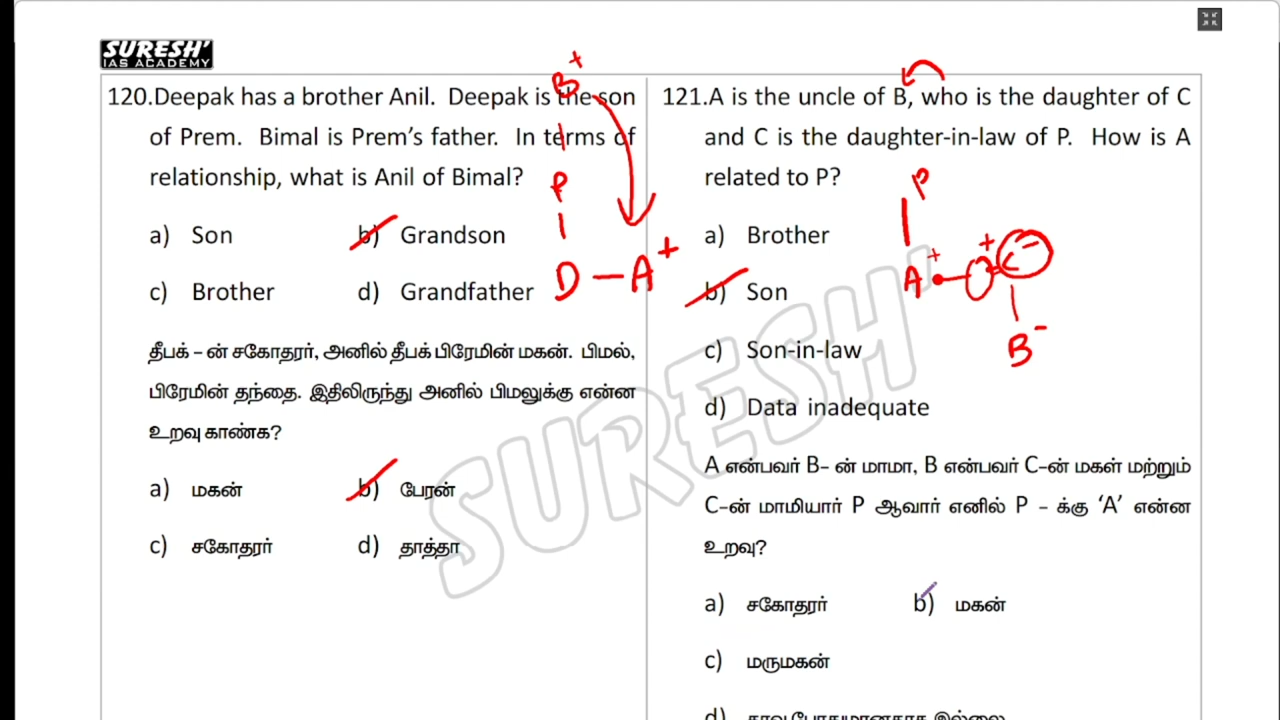 SURESH'
IAS ACADEMY
120.Deepak has a brother Anil. Deepak is the son
of Prem. Bimal is Prem's father. In terms of
relationship, what is Anil of Bimal?
a) Son b) Grandson
c) Brother d) Grandfather
தீபக் – ன் சகோதரர், அனில் தீபக் பிரேமின் மகன். பிமல்,
பிரேமின் தந்தை. இதிலிருந்து அனில் பிமலுக்கு என்ன
உறவு காண்க?
a) மகன் b) பேரன்
c) சகோதரர் d) தாத்தா
B +
P
D – A +
121.A is the uncle of B, who is the daughter of C
and C is the daughter-in-law of P. How is A
related to P?
a) Brother
b) Son
c) Son-in-law
d) Data inadequate
A என்பவர் B– ன் மாமா, B என்பவர் C–ன் மகள் மற்றும்
C–ன் மாமியார் P ஆவார் எனில் P – க்கு ‘A’ என்ன
உறவு?
a) சகோதரர் b) மகன்
c) மருமகன்
P
A + + C –
B –
SURESH'